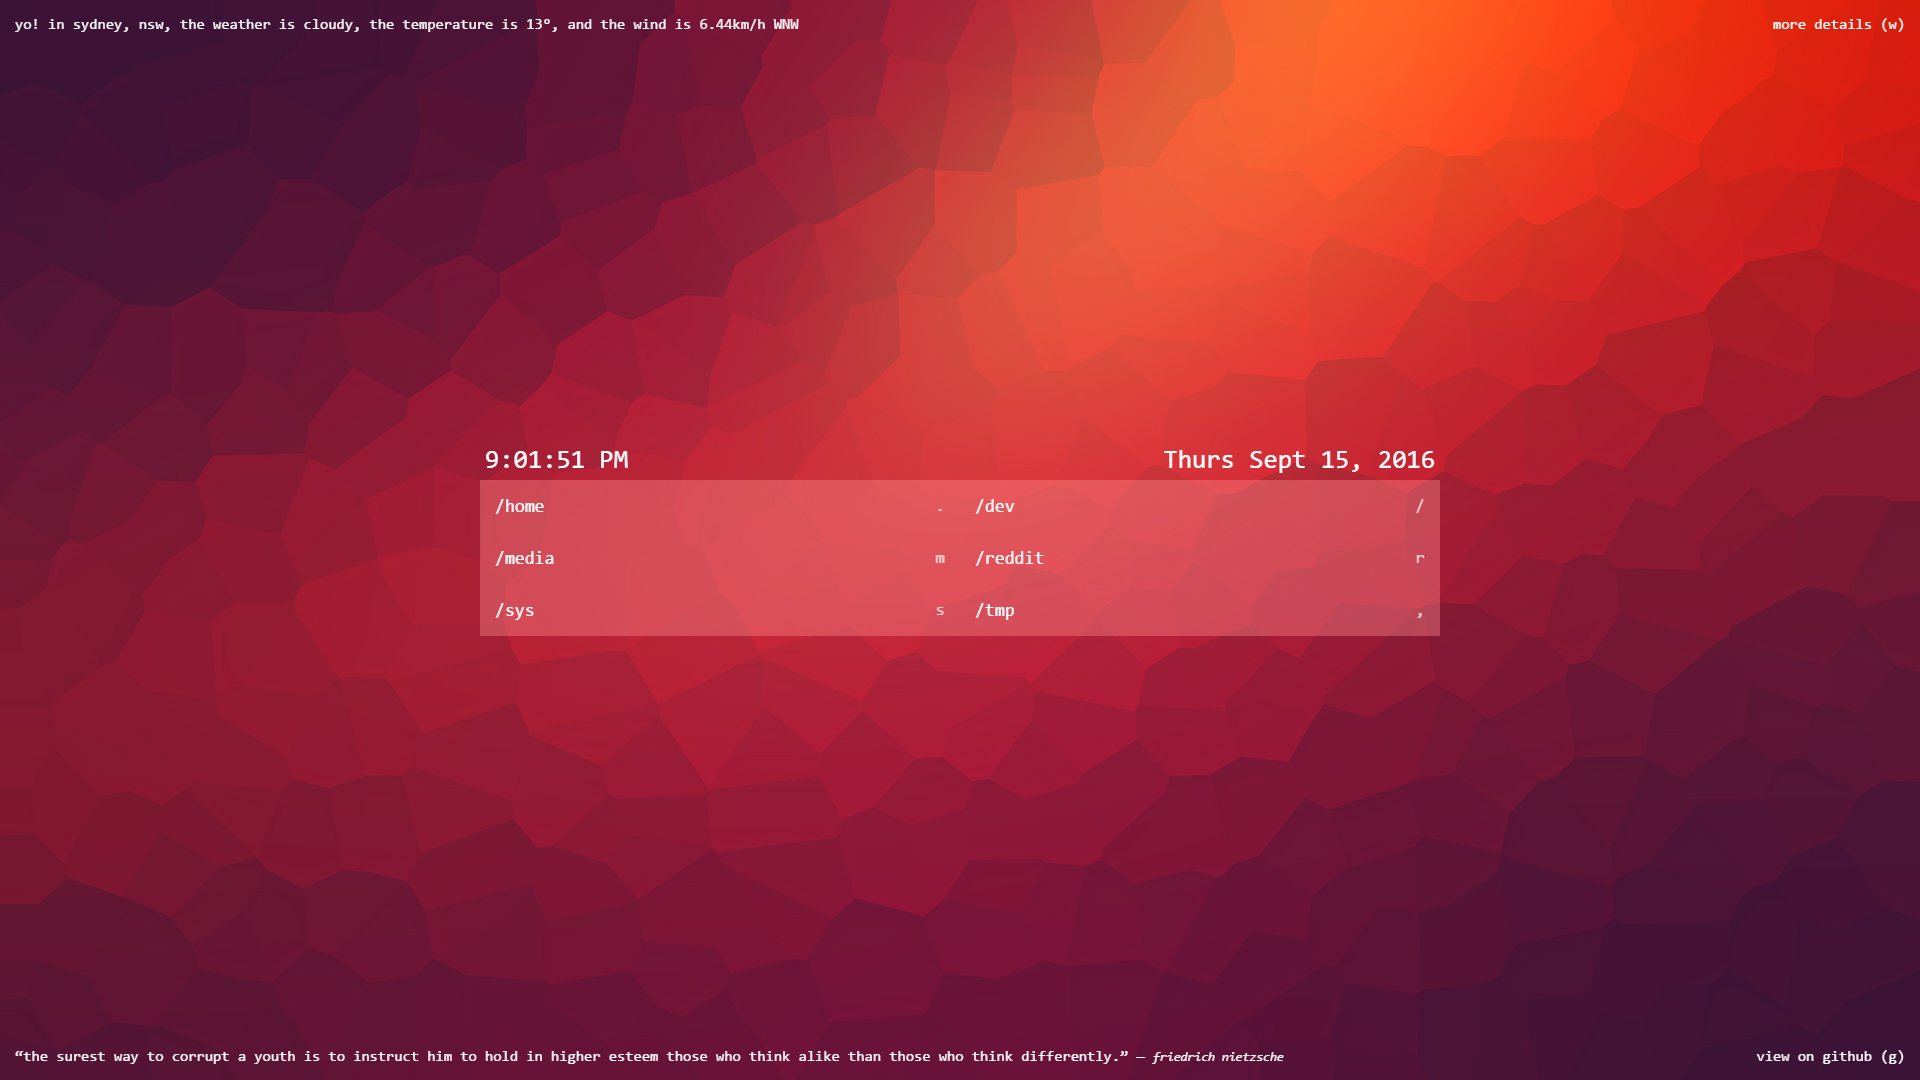 yo! in sydney, nsw, the weather is cloudy, the temperature is 13º, and the wind is 6.44km/h WNW
more details (w)
9:01:51 PM
Thurs Sept 15, 2016
/home . /dev /
/media m /reddit r
/sys s /tmp ,
“the surest way to corrupt a youth is to instruct him to hold in higher esteem those who think alike than those who think differently.” — friedrich nietzsche
view on github (g)